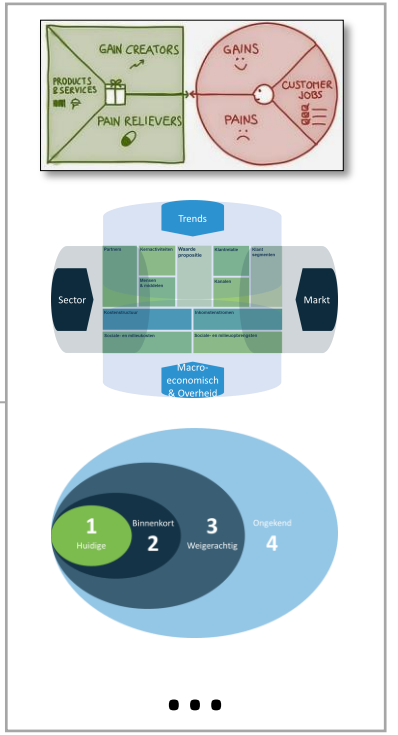 GAIN CREATORS
PRODUCTS
& SERVICES
PAIN RELIEVERS
GAINS
CUSTOMER
JOBS
PAINS
Trends
Partners
Kernactiviteiten
Waarde
propositie
Klantrelatie
Klant
segmenten
Mensen
& middelen
Kanalen
Sector
Markt
Kostenstructuur
Inkomstenstromen
Sociale- en milieukosten
Sociale- en milieuopbrengsten
Macro-
economisch
& Overheid
1
Huidige
Binnenkort
2
3
Weigerachtig
Ongekend
4
...